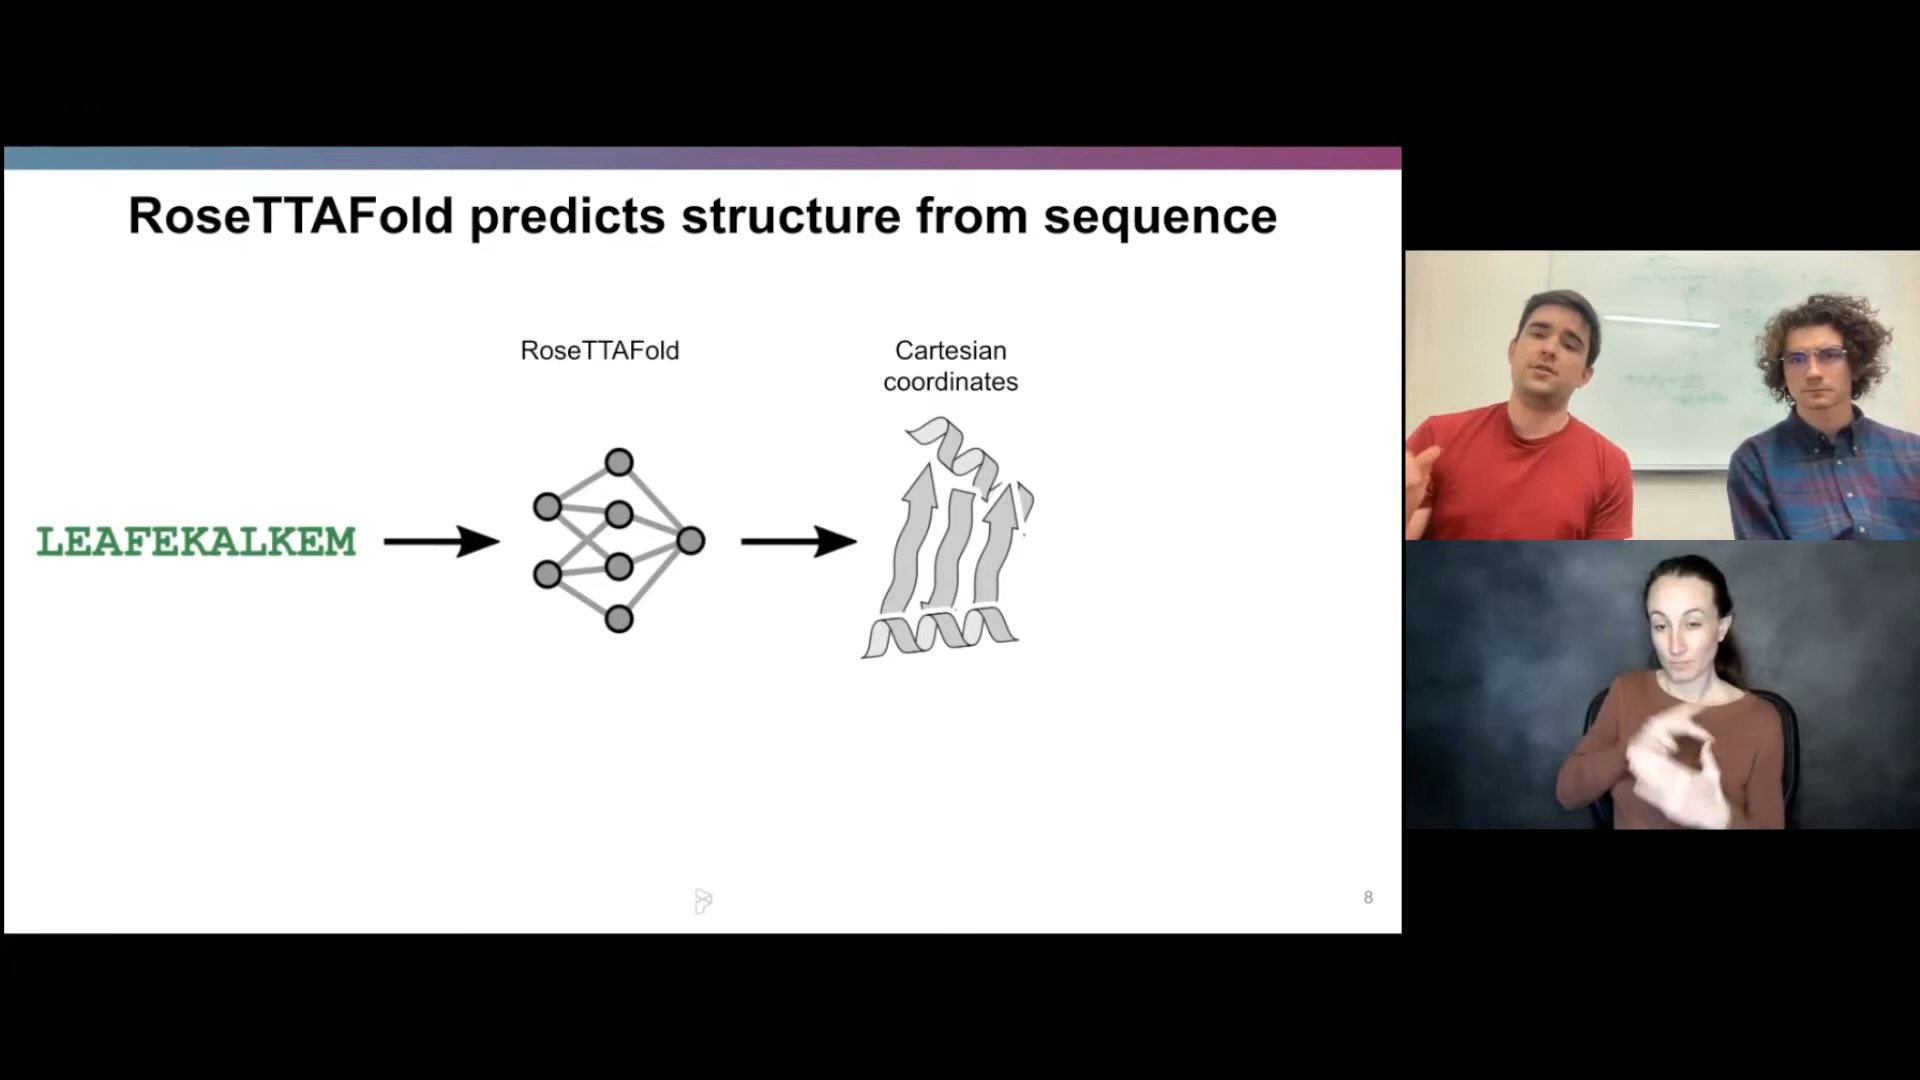 RoseTTAFold predicts structure from sequence
RoseTTAFold
Cartesian
coordinates
LEAFEKALKEM
8